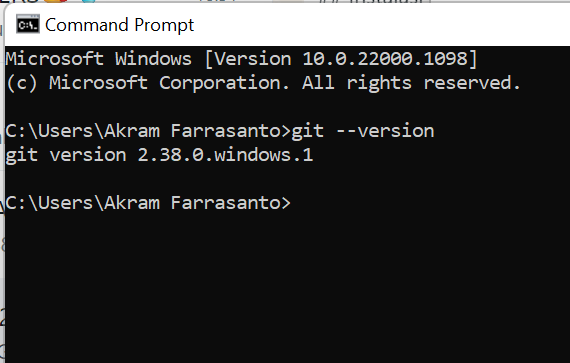 Command Prompt
Microsoft Windows [Version 10.0.22000.1098]
(c) Microsoft Corporation. All rights reserved.
C:\Users\Akram Farrasanto>git --version
git version 2.38.0.windows.1
C:\Users\Akram Farrasanto>